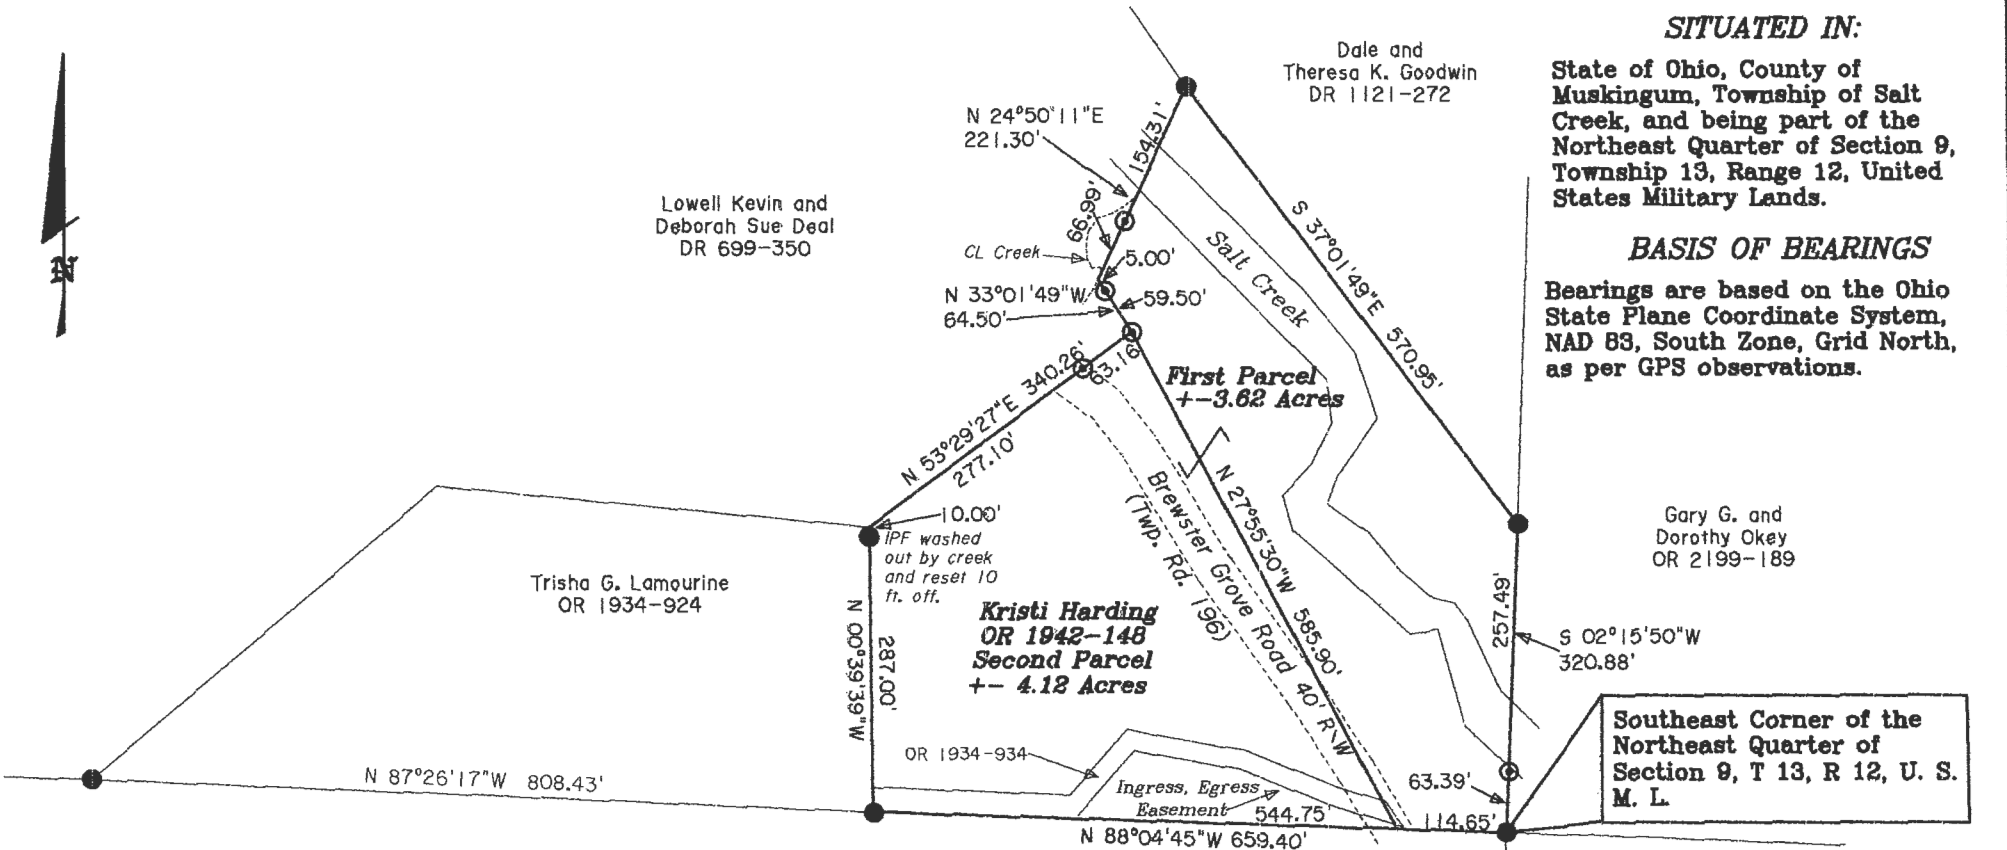 SITUATED IN:
State of Ohio, County of
Muskingum, Township of Salt
Creek, and being part of the
Northeast Quarter of Section 9,
Township 13, Range 12, United
States Military Lands.
BASIS OF BEARINGS
Bearings are based on the Ohio
State Plane Coordinate System,
NAD 83, South Zone, Grid North,
as per GPS observations.
Dale and
Theresa K. Goodwin
DR 1121-272
N 24°50'11"E
221.30'
154.31'
66.99'
Lowell Kevin and
Deborah Sue Deal
DR 699-350
N
CL Creek
5.00'
N 33°01'49"W
64.50'
59.50'
Salt Creek
S 37°01'49"E 570.95'
63.16'
First Parcel
+-3.62 Acres
N 53°29'27"E 340.26'
277.10'
10.00'
IPF washed
out by creek
and reset 10
ft. off.
Brewster Grove Road 40' R\W
(Twp. Rd. 196)
N 27°55'30"W 585.90'
Gary G. and
Dorothy Okey
OR 2199-189
Trisha G. Lamourine
OR 1934-924
N 00°39'39"W
287.00'
Kristi Harding
OR 1942-148
Second Parcel
+- 4.12 Acres
257.49'
S 02°15'50"W
320.88'
Southeast Corner of the
Northeast Quarter of
Section 9, T 13, R 12, U. S.
M. L.
OR 1934-934
N 87°26'17"W 808.43'
Ingress, Egress
Easement
544.75'
63.39'
114.65'
N 88°04'45"W 659.40'